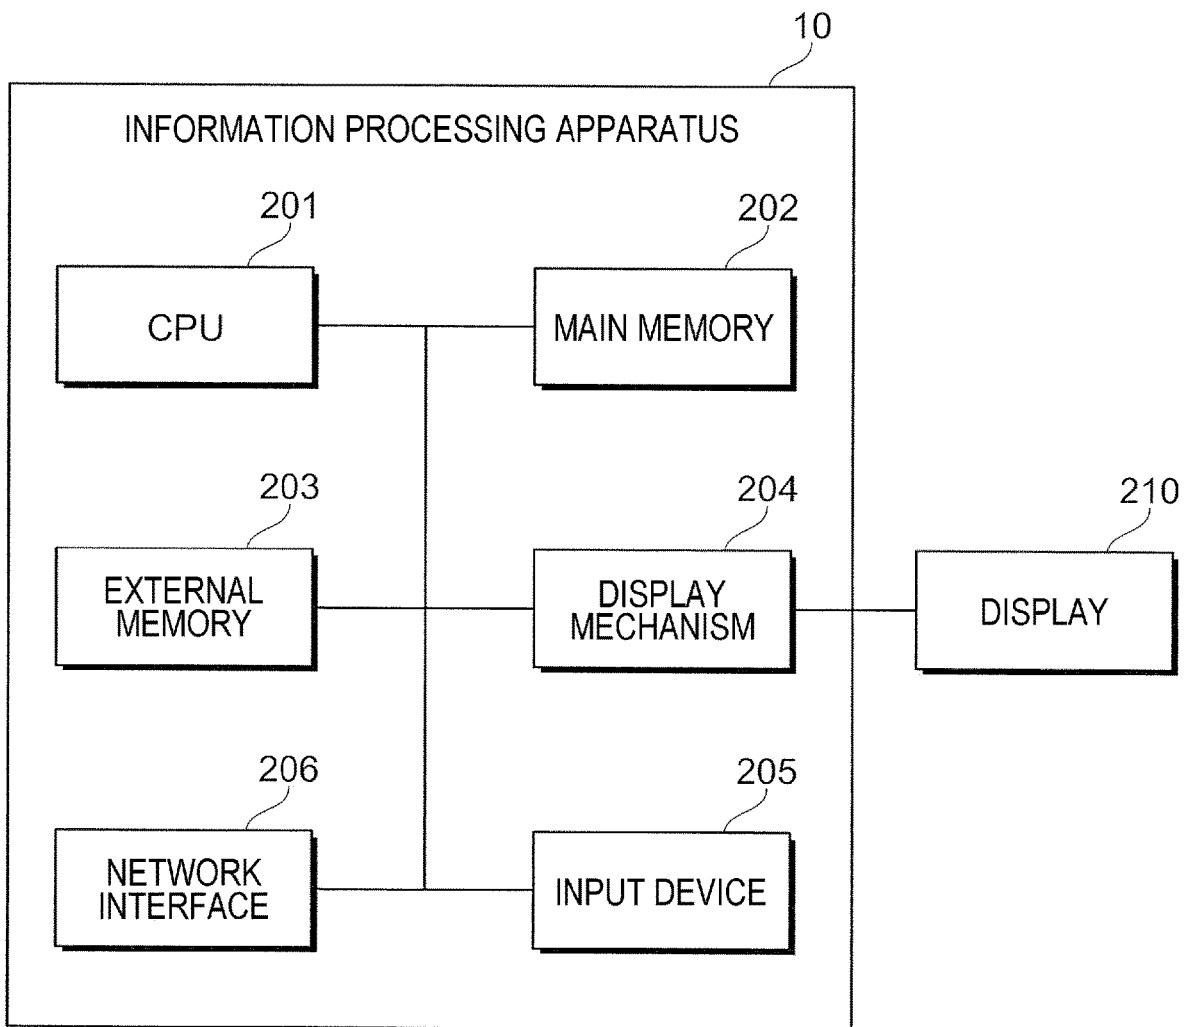 10
INFORMATION PROCESSING APPARATUS
201
202
CPU
MAIN MEMORY
203
204
210
EXTERNAL
MEMORY
DISPLAY
MECHANISM
DISPLAY
206
205
NETWORK
INTERFACE
INPUT DEVICE